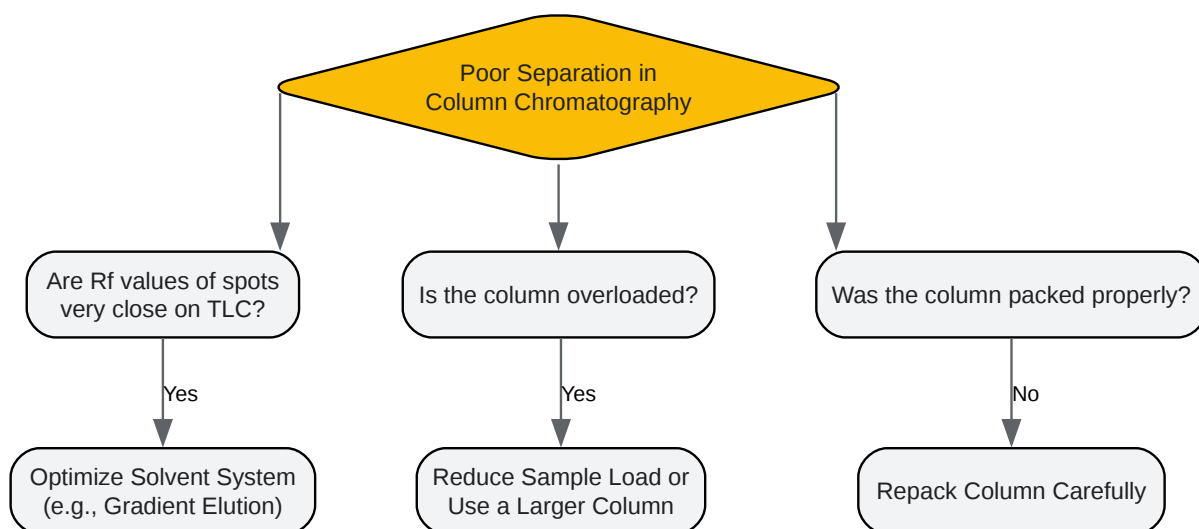 Poor Separation in
Column Chromatography
Are Rf values of spots
very close on TLC?
Is the column overloaded?
Was the column packed properly?
Yes
Yes
No
Optimize Solvent System
(e.g., Gradient Elution)
Reduce Sample Load or
Use a Larger Column
Repack Column Carefully